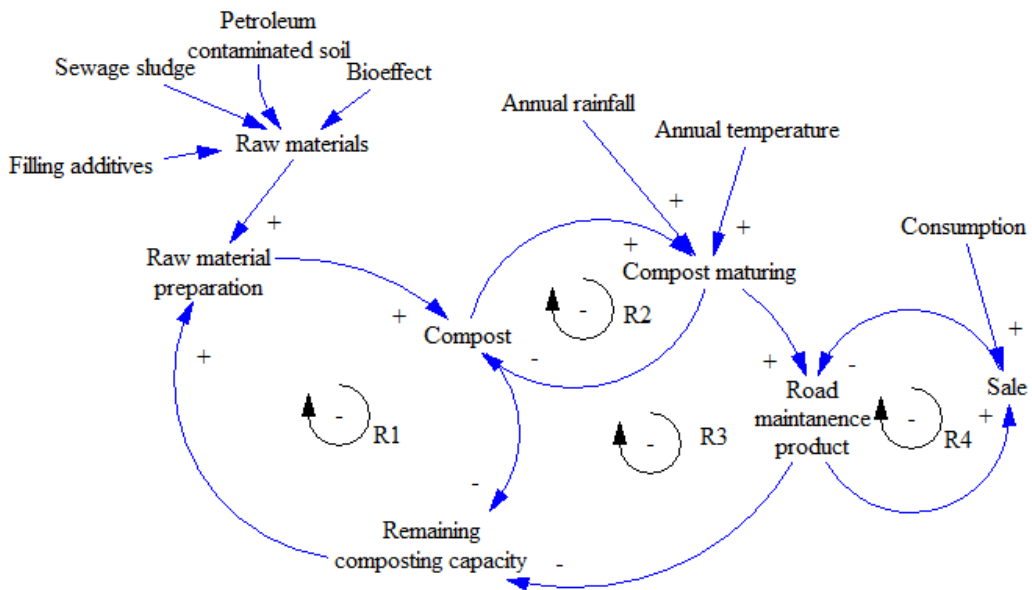 Petroleum
contaminated soil
Sewage sludge
Bioeffect
Filling additives
Raw materials
Annual rainfall
Annual temperature
+
+
+
Consumption
Raw material
preparation
+
Compost maturing
+
Compost
-
R2
-
+
+
-
+
Road
maintanence
product
Sale
+
-
R1
-
R3
-
R4
-
Remaining
composting capacity
-